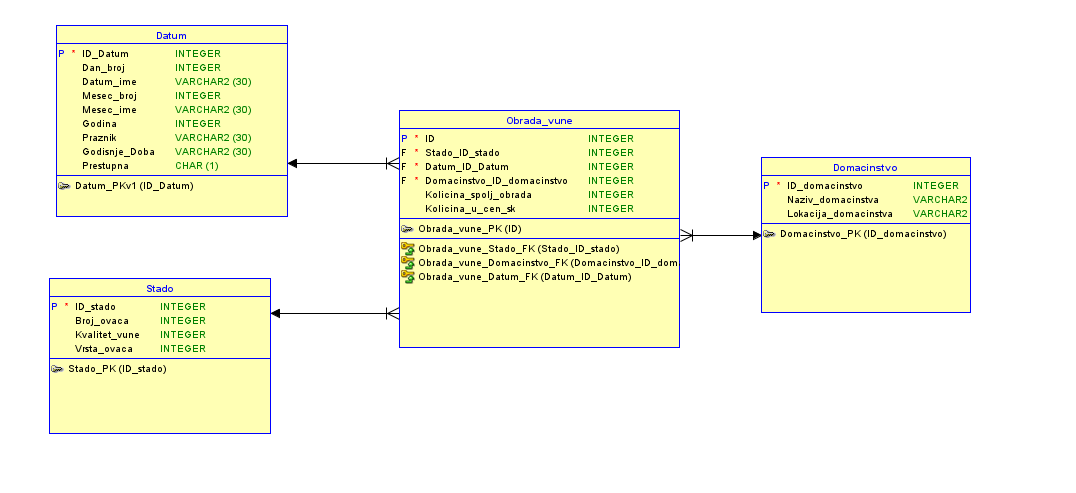 Datum
P * ID_Datum INTEGER
Dan_broj INTEGER
Datum_ime VARCHAR2 (30)
Mesec_broj INTEGER
Mesec_ime VARCHAR2 (30)
Godina INTEGER
Praznik VARCHAR2 (30)
Godisnje_Doba VARCHAR2 (30)
Prestupna CHAR (1)
Datum_PKv1 (ID_Datum)
Stado
P * ID_stado INTEGER
Broj_ovaca INTEGER
Kvalitet_vune INTEGER
Vrsta_ovaca INTEGER
Stado_PK (ID_stado)
Obrada_vune
P * ID INTEGER
F * Stado_ID_stado INTEGER
F * Datum_ID_Datum INTEGER
F * Domacinstvo_ID_domacinstvo INTEGER
Kolicina_spolj_obrada INTEGER
Kolicina_u_cen_sk INTEGER
Obrada_vune_PK (ID)
Obrada_vune_Stado_FK (Stado_ID_stado)
Obrada_vune_Domacinstvo_FK (Domacinstvo_ID_dom
Obrada_vune_Datum_FK (Datum_ID_Datum)
Domacinstvo
P * ID_domacinstvo INTEGER
Naziv_domacinstva VARCHAR2
Lokacija_domacinstva VARCHAR2
Domacinstvo_PK (ID_domacinstvo)